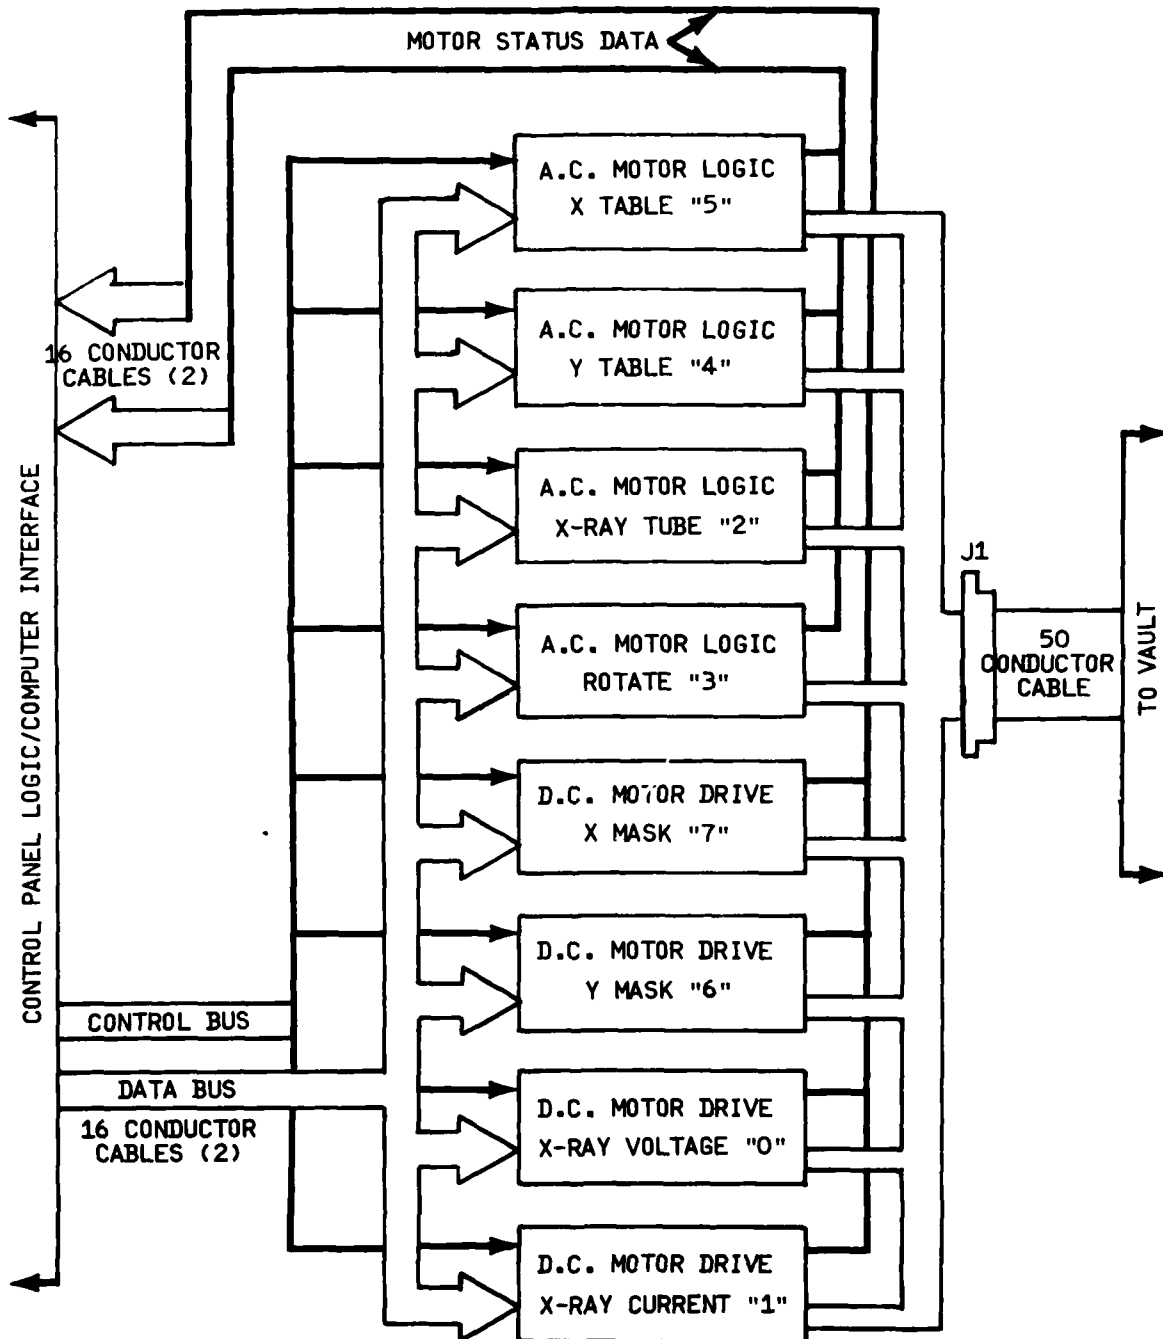 MOTOR STATUS DATA
A.C. MOTOR LOGIC
X TABLE "5"
16 CONDUCTOR
CABLES (2)
A.C. MOTOR LOGIC
Y TABLE "4"
A.C. MOTOR LOGIC
X-RAY TUBE "2"
A.C. MOTOR LOGIC
ROTATE "3"
D.C. MOTOR DRIVE
X MASK "7"
D.C. MOTOR DRIVE
Y MASK "6"
D.C. MOTOR DRIVE
X-RAY VOLTAGE "0"
D.C. MOTOR DRIVE
X-RAY CURRENT "1"
CONTROL PANEL LOGIC/COMPUTER INTERFACE
CONTROL BUS
DATA BUS
16 CONDUCTOR
CABLES (2)
J1
50
CONDUCTOR
CABLE
TO VAULT